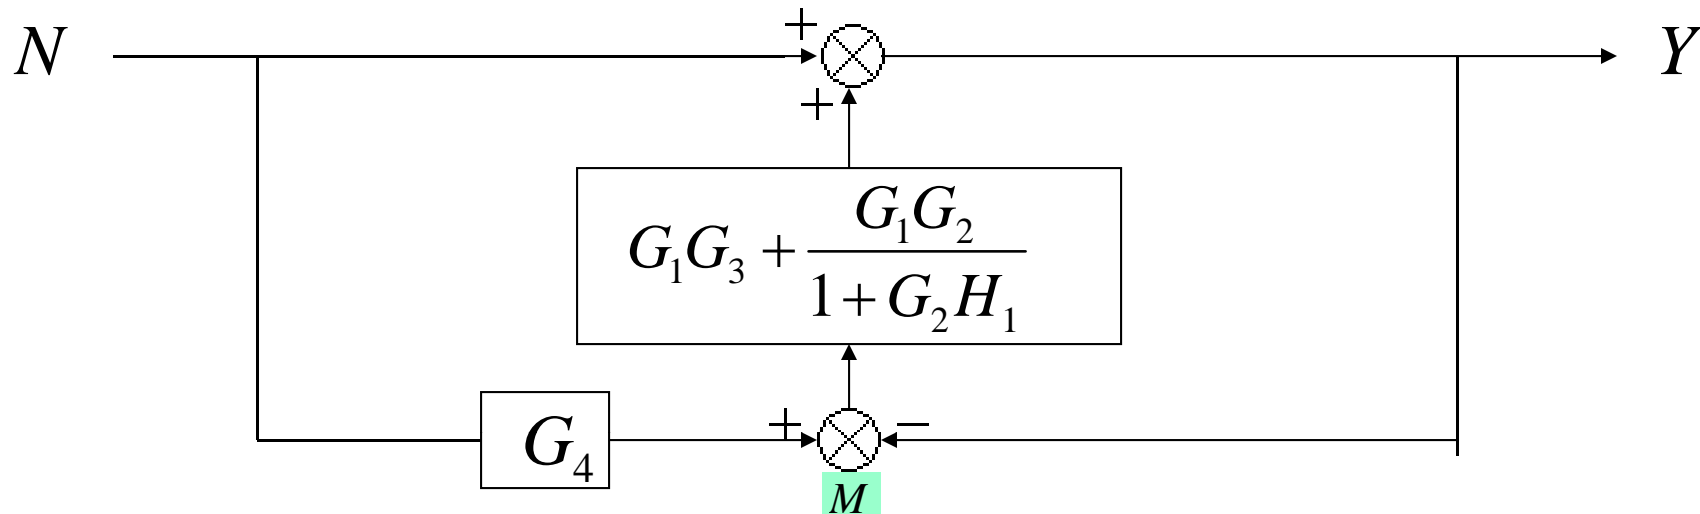 N + Y
+
G₁G₃ + G₁G₂ / (1 + G₂H₁)
G₄ + −
M